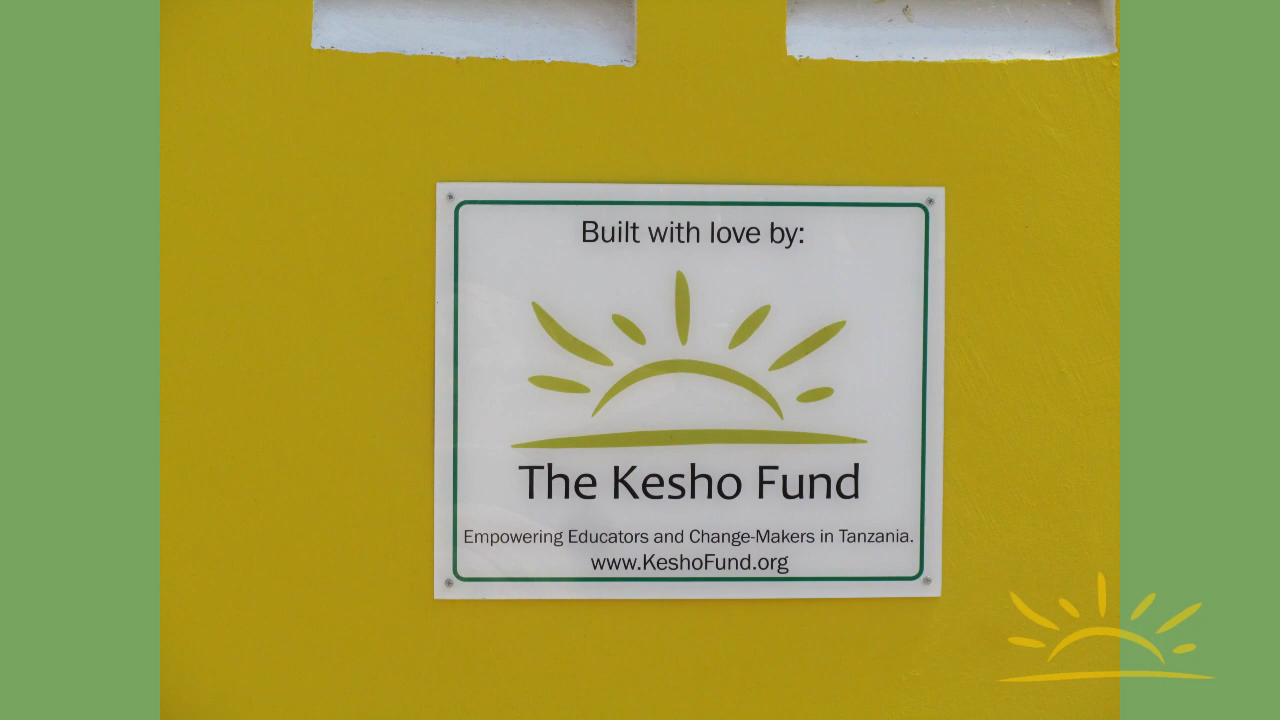 Built with love by:
The Kesho Fund
Empowering Educators and Change-Makers in Tanzania.
www.KeshoFund.org